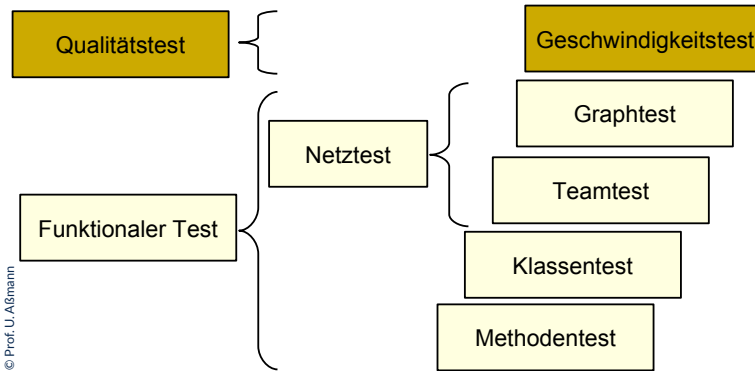 Qualitätstest
Geschwindigkeitstest
Graphtest
Netztest
Teamtest
Funktionaler Test
Klassentest
Methodentest
© Prof. U. Aßmann